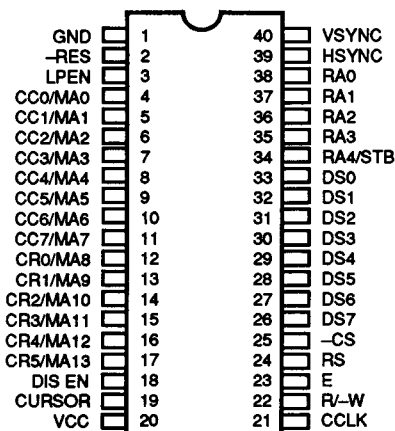 GND 1 40 VSYNC
–RES 2 39 HSYNC
LPEN 3 38 RA0
CC0/MA0 4 37 RA1
CC1/MA1 5 36 RA2
CC2/MA2 6 35 RA3
CC3/MA3 7 34 RA4/STB
CC4/MA4 8 33 DS0
CC5/MA5 9 32 DS1
CC6/MA6 10 31 DS2
CC7/MA7 11 30 DS3
CR0/MA8 12 29 DS4
CR1/MA9 13 28 DS5
CR2/MA10 14 27 DS6
CR3/MA11 15 26 DS7
CR4/MA12 16 25 –CS
CR5/MA13 17 24 RS
DIS EN 18 23 E
CURSOR 19 22 R/–W
VCC 20 21 CCLK